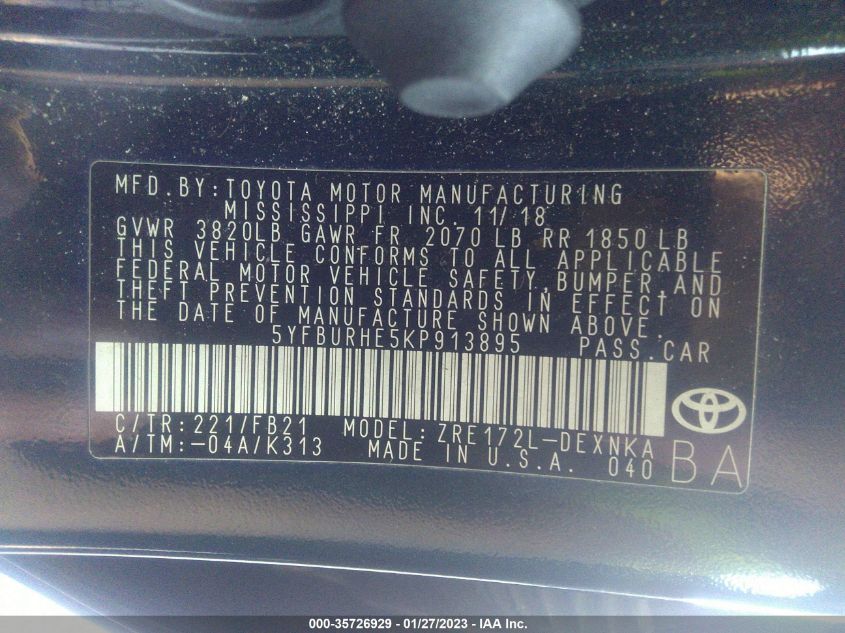 MFD. BY: TOYOTA MOTOR MANUFACTURING
MISSISSIPPI INC. 11/18
GVWR 3820LB GAWR FR 2070 LB RR 1850 LB
THIS VEHICLE CONFORMS TO ALL APPLICABLE
FEDERAL MOTOR VEHICLE SAFETY, BUMPER AND
THEFT PREVENTION STANDARDS IN EFFECT ON
THE DATE OF MANUFACTURE SHOWN ABOVE.
5YFBURHE5KP913895 PASS. CAR
C/TR: 221/FB21 MODEL: ZRE172L-DEXNKA
A/TM: -04A/K313 MADE IN U.S.A. 040
BA
000-35726929 - 01/27/2023 - IAA Inc.